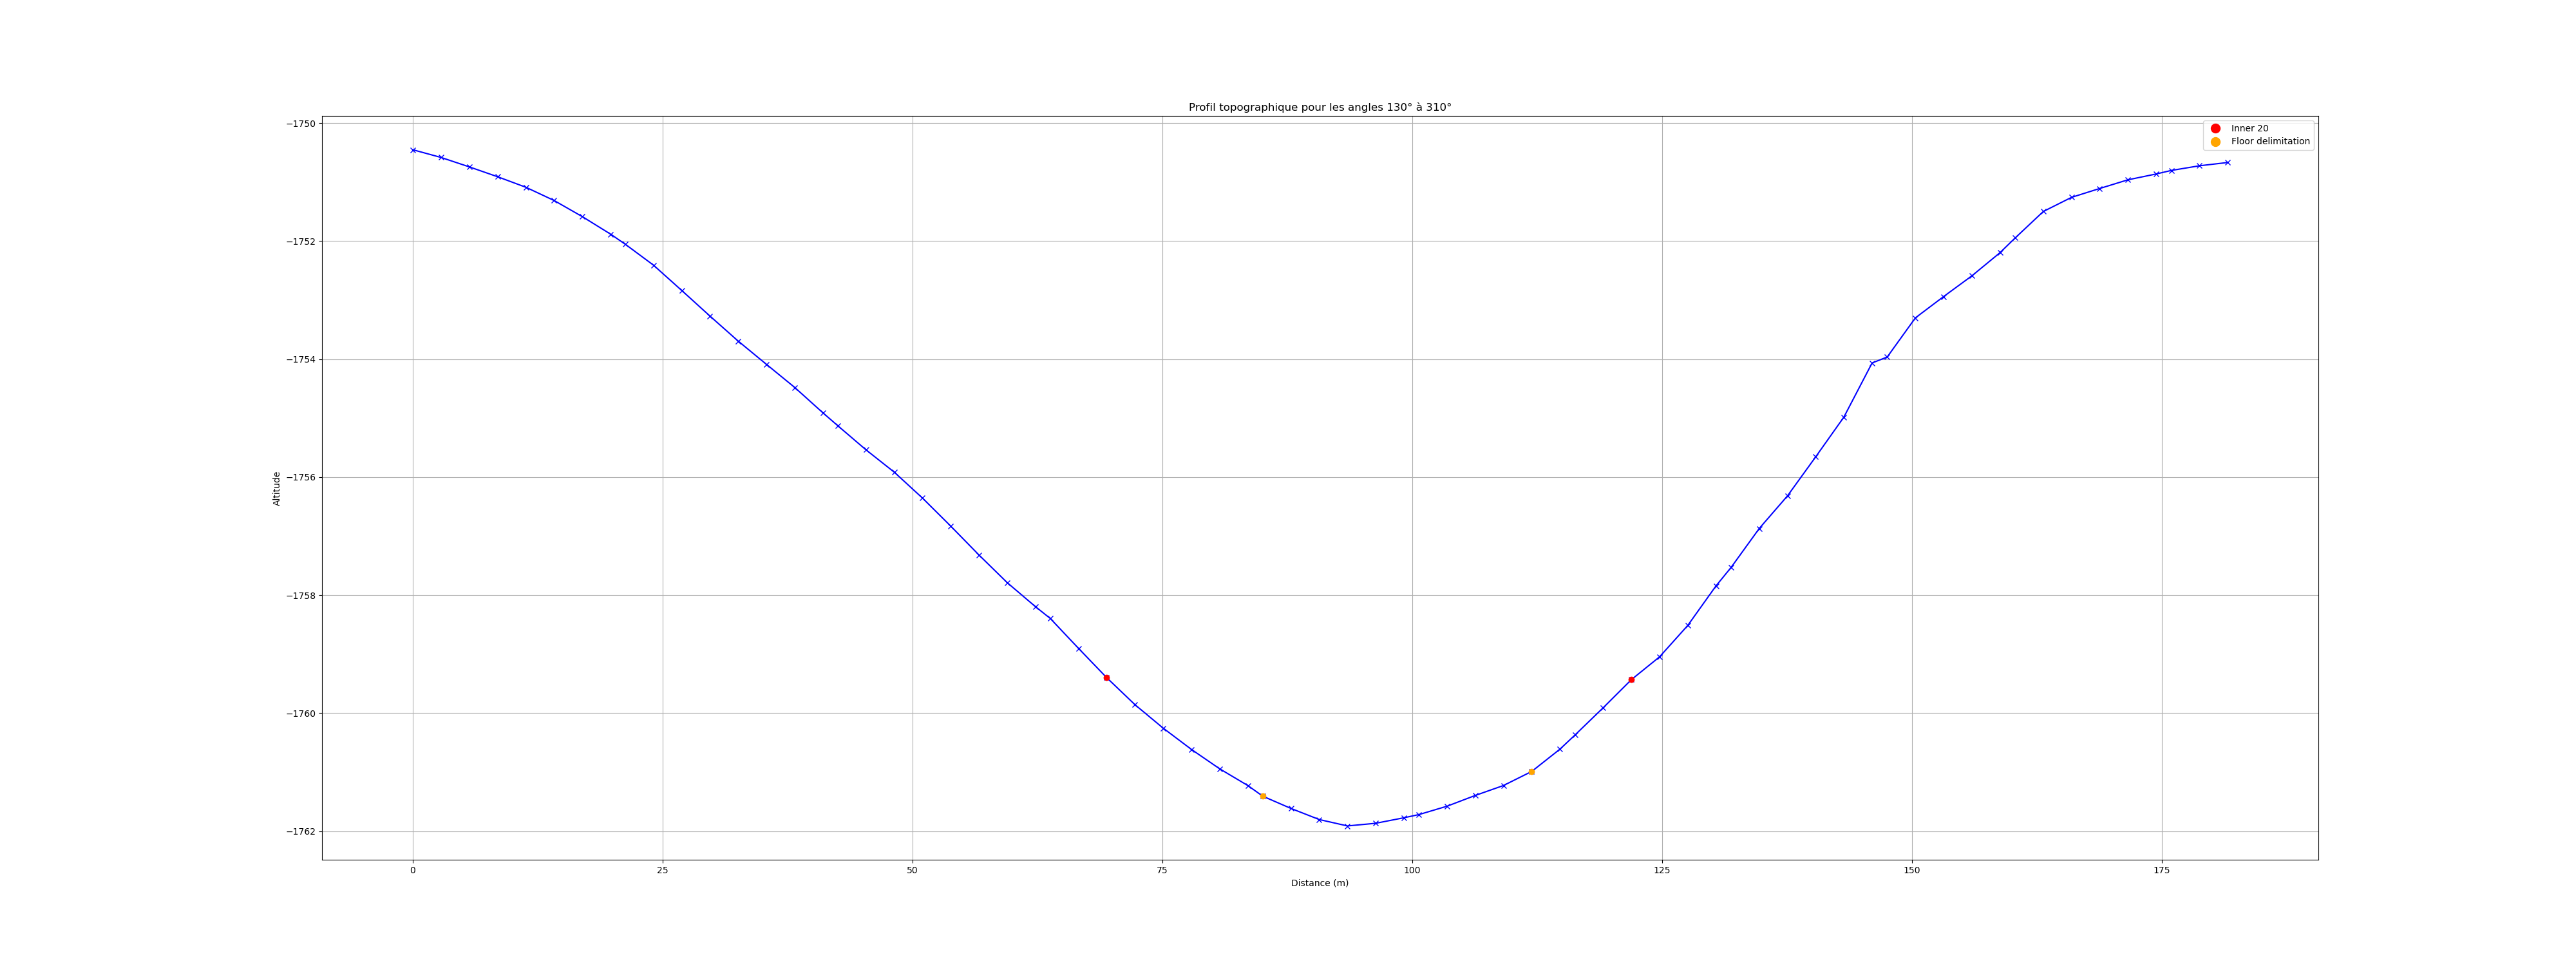 Profil topographique pour les angles 130° à 310°
Inner 20
Floor delimitation
−1750
−1752
−1754
−1756
−1758
−1760
−1762
Altitude
0 25 50 75 100 125 150 175
Distance (m)